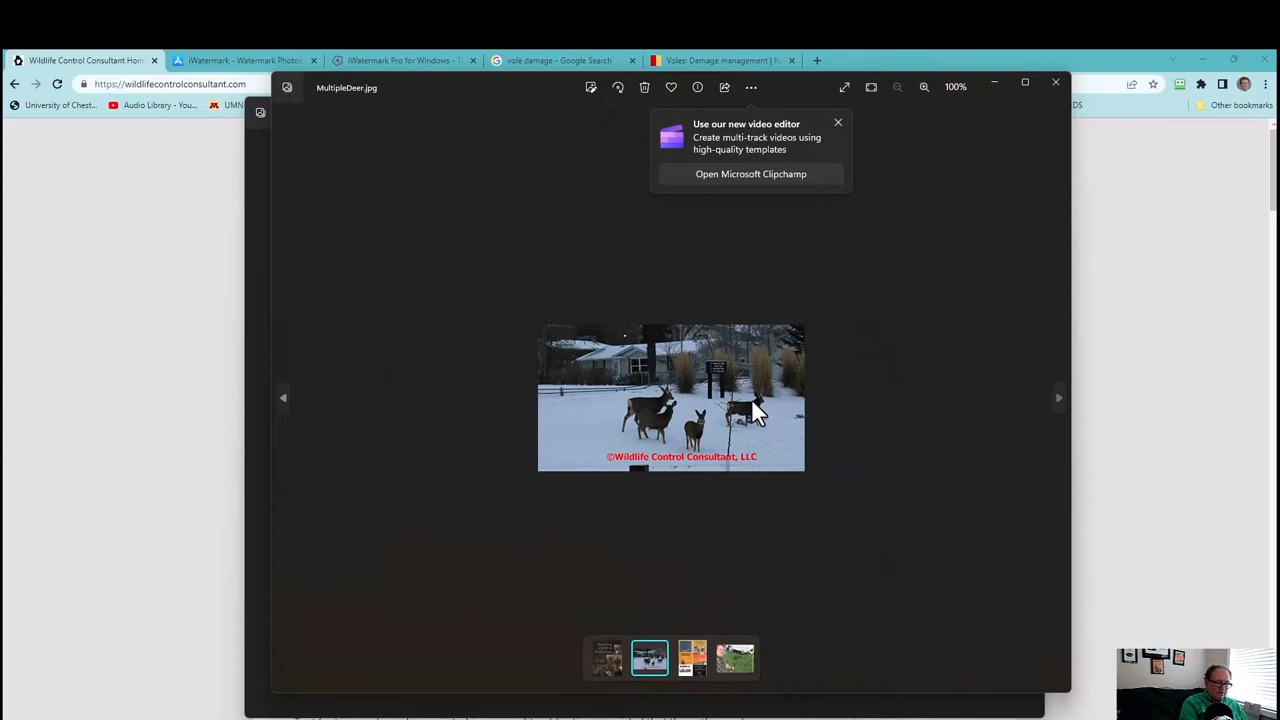 Wildlife Control Consultant Hom
iWatermark - Watermark Photos
iWatermark Pro for Windows - T
vole damage - Google Search
Voles: Damage management | N
https://wildlifecontrolconsultant.com
University of Chest...
Audio Library - You...
UMN
Other bookmarks
MultipleDeer.jpg
100%
Use our new video editor
Create multi-track videos using
high-quality templates
Open Microsoft Clipchamp
©Wildlife Control Consultant, LLC